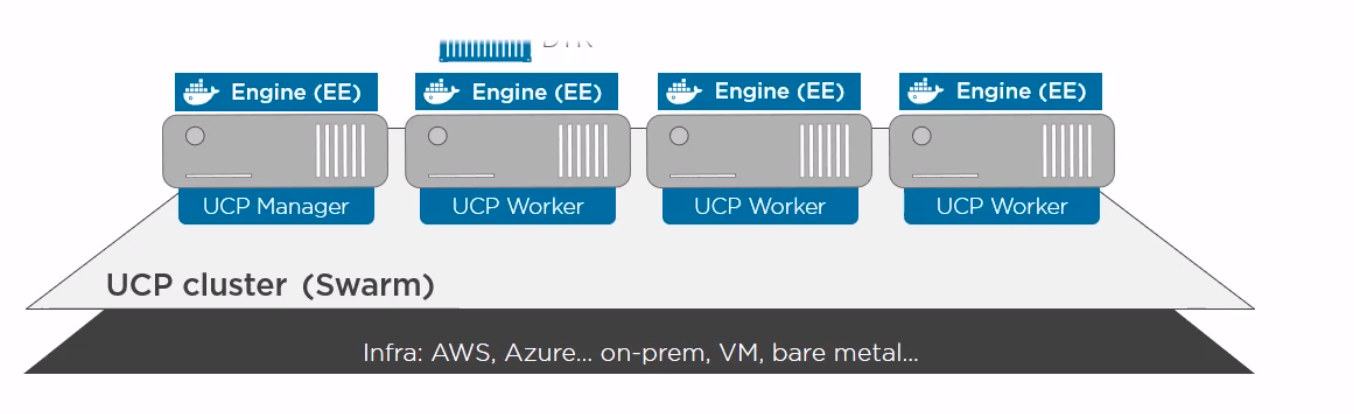 Engine (EE)
Engine (EE)
Engine (EE)
Engine (EE)
UCP Manager
UCP Worker
UCP Worker
UCP Worker
UCP cluster (Swarm)
Infra: AWS, Azure... on-prem, VM, bare metal...